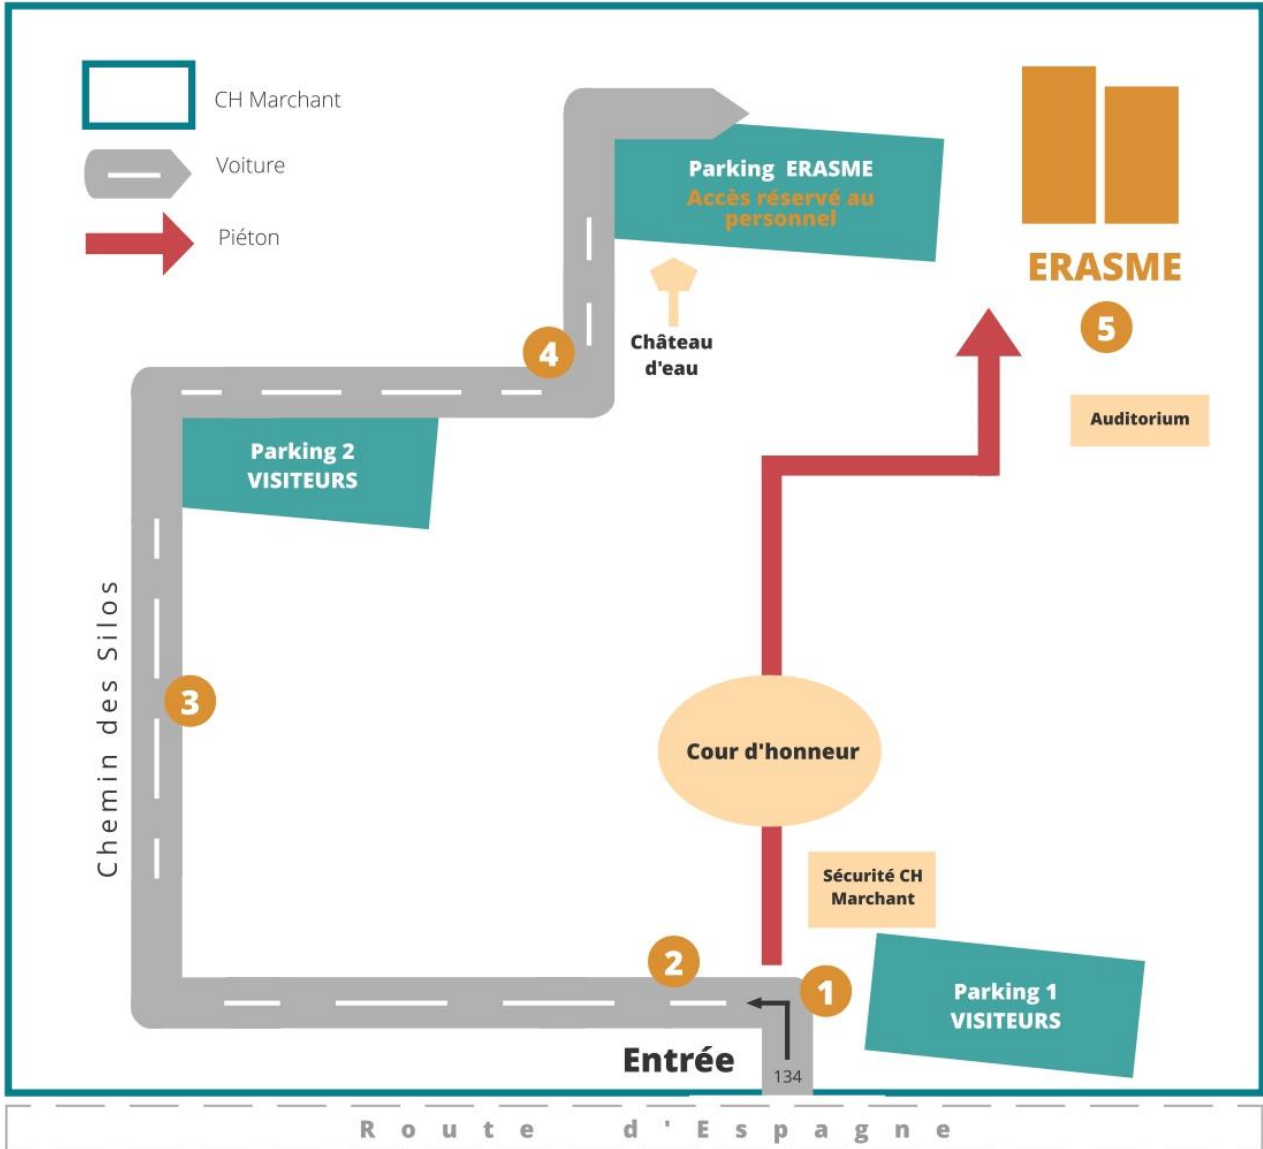 CH Marchant
Voiture
Piéton
Parking ERASME
Accès réservé au
personnel
ERASME
5
4
Château
d'eau
Auditorium
Parking 2
VISITEURS
Chemin des Silos
3
Cour d'honneur
Sécurité CH
Marchant
2
1
Parking 1
VISITEURS
Entrée
134
Route d'Espagne